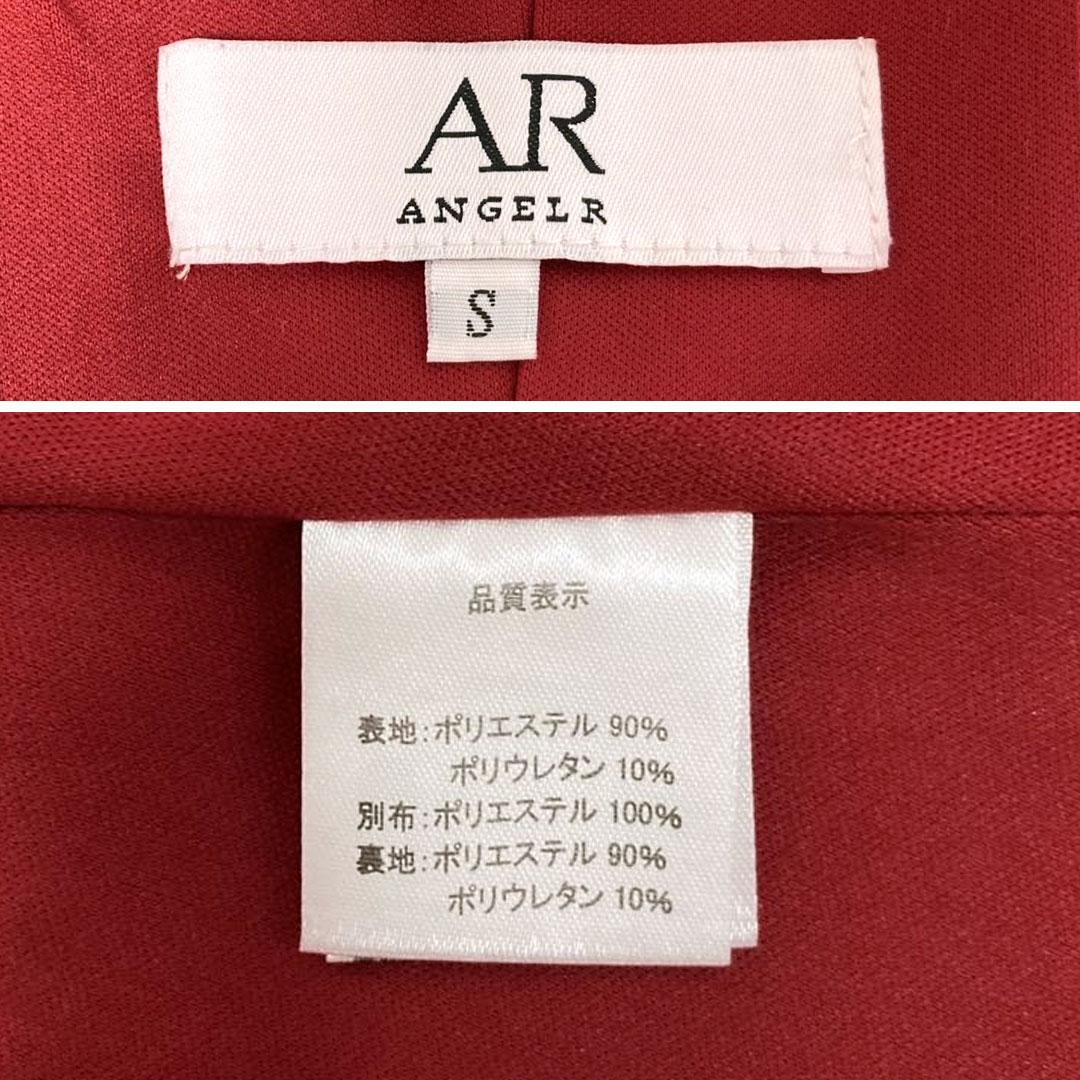 AR
ANGELR
S
品質表示
表地:ポリエステル 90%
ポリウレタン 10%
別布:ポリエステル 100%
裏地:ポリエステル 90%
ポリウレタン 10%